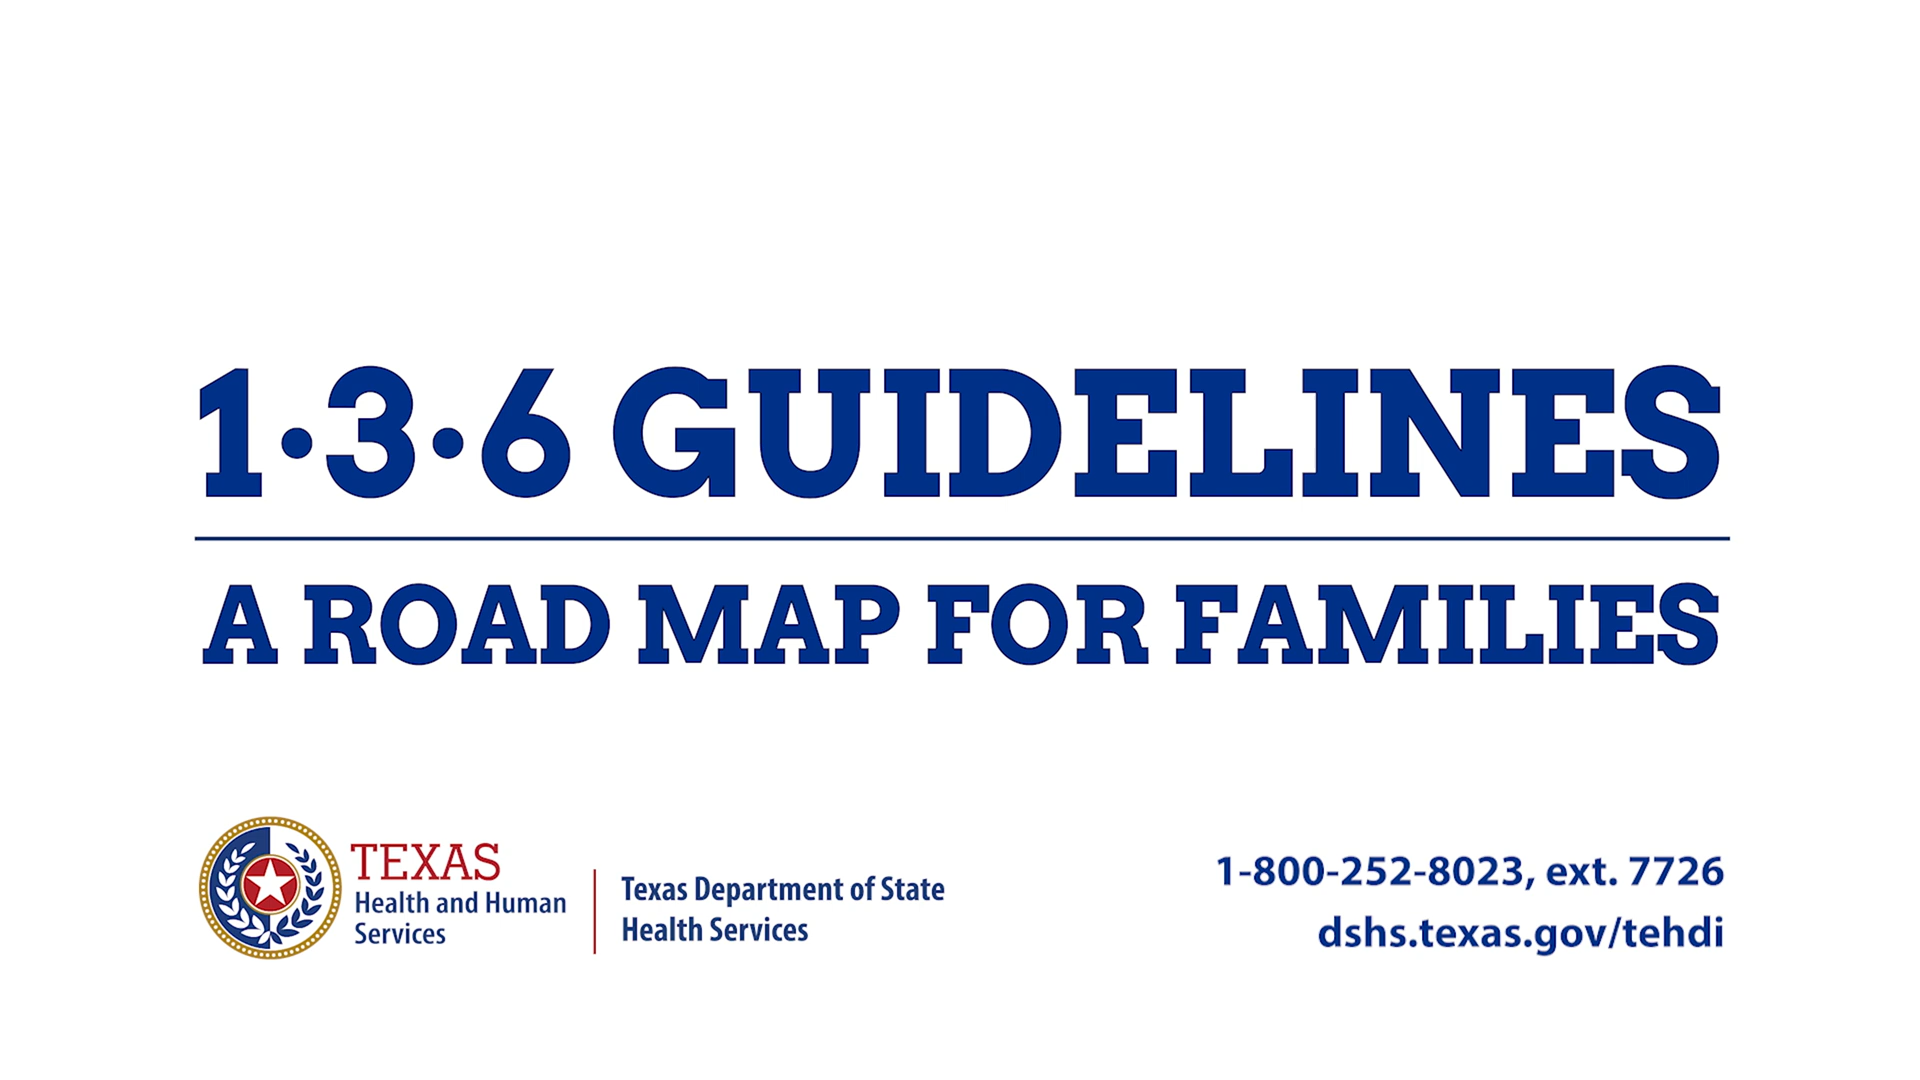 1•3•6 GUIDELINES
A ROAD MAP FOR FAMILIES
TEXAS
Health and Human
Services
Texas Department of State
Health Services
1-800-252-8023, ext. 7726
dshs.texas.gov/tehdi